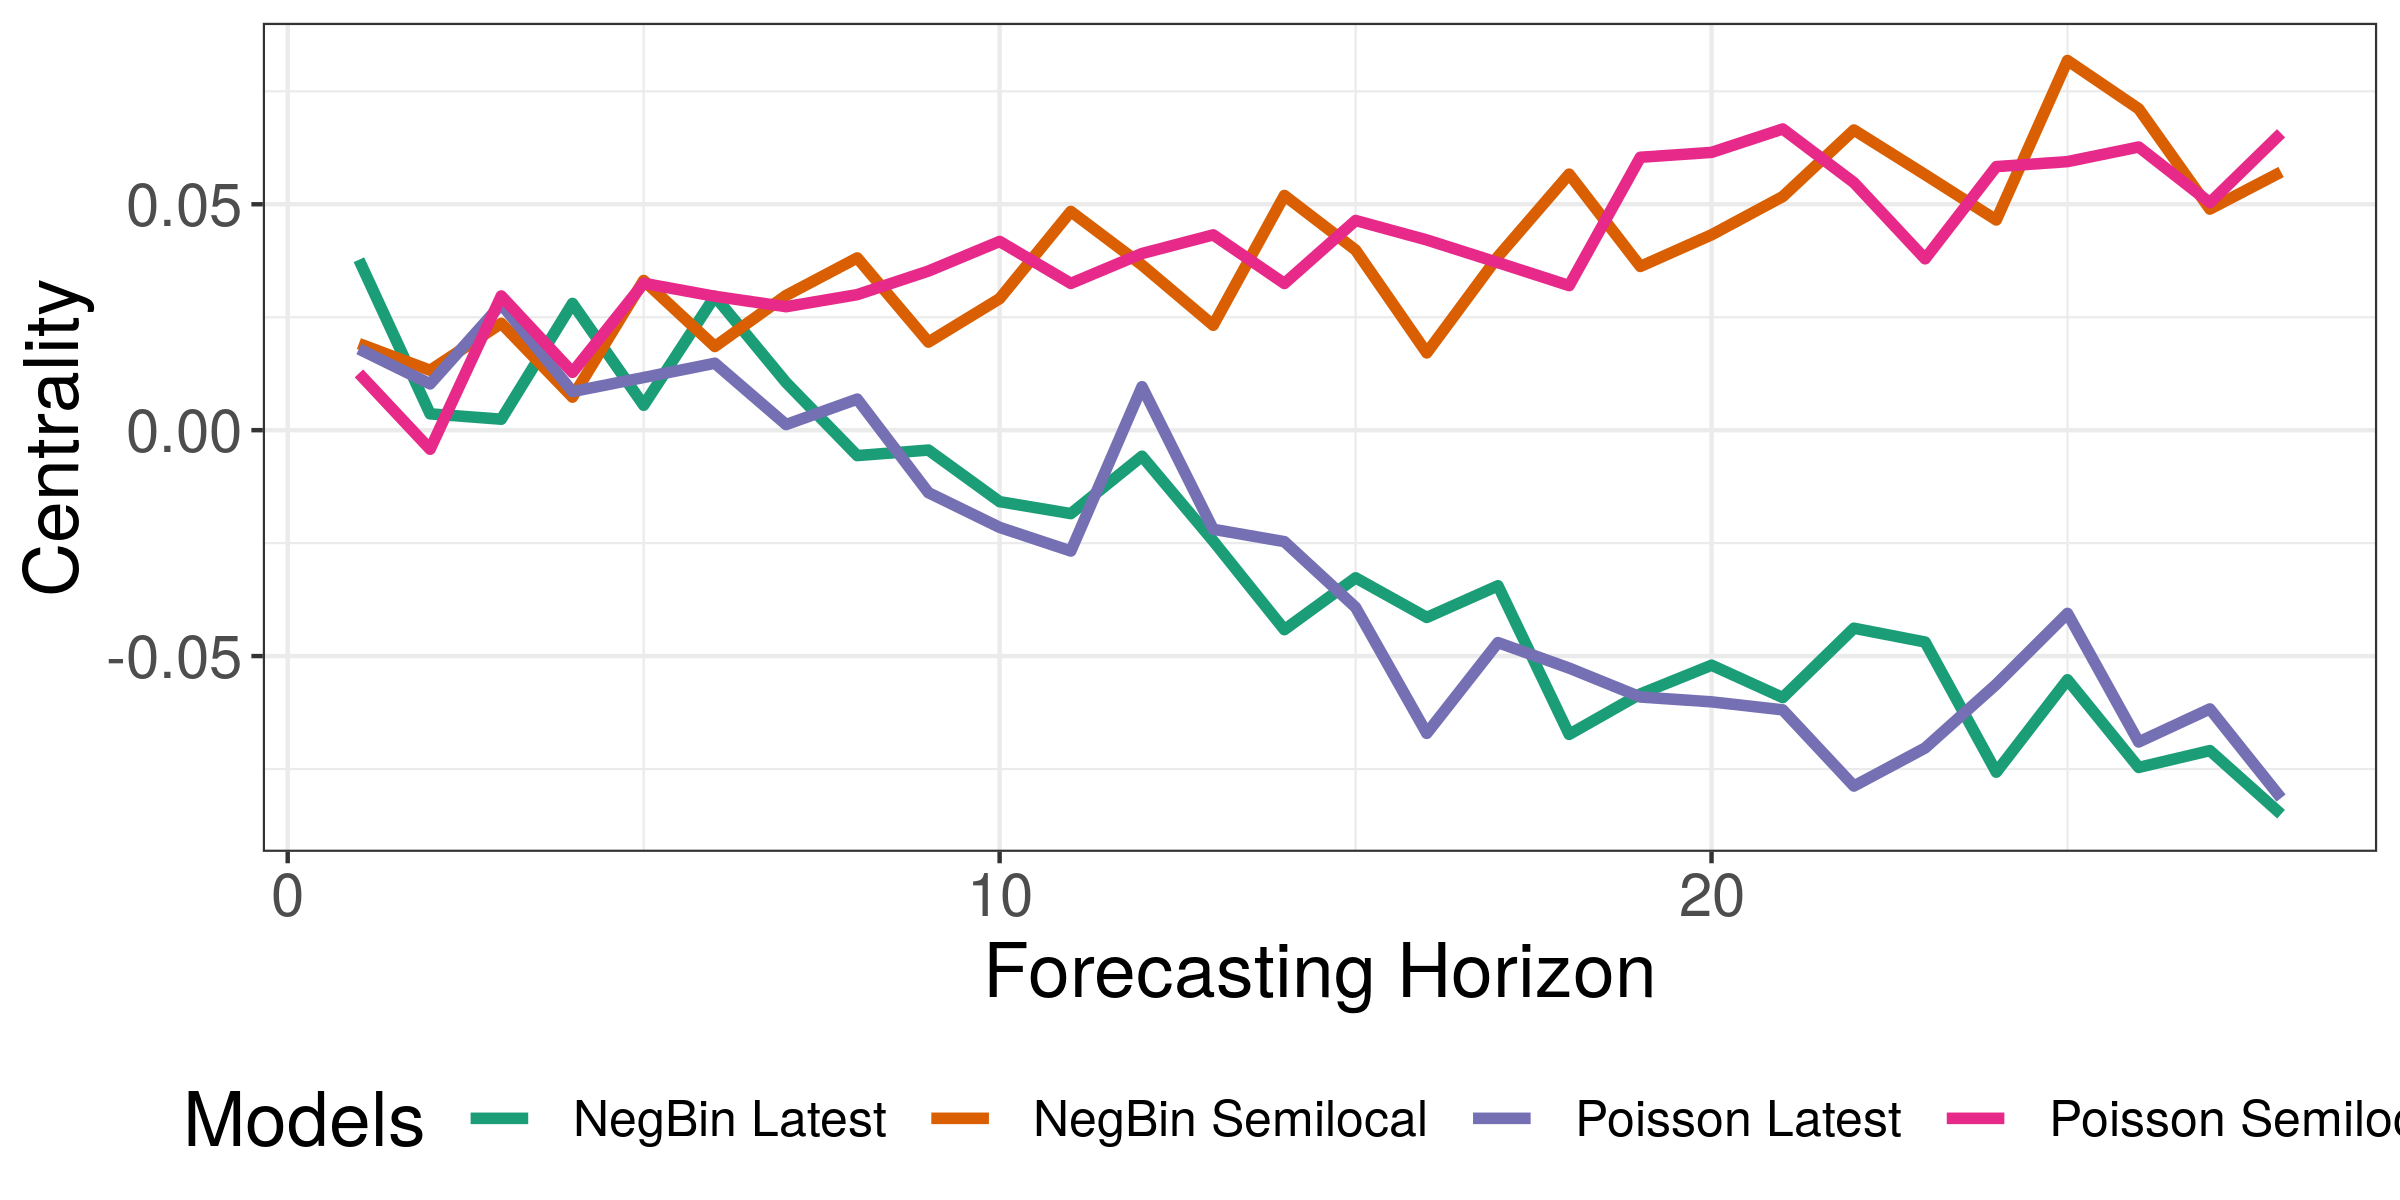 0.05
0.00
-0.05
Centrality
0 10 20
Forecasting Horizon
Models NegBin Latest NegBin Semilocal Poisson Latest Poisson